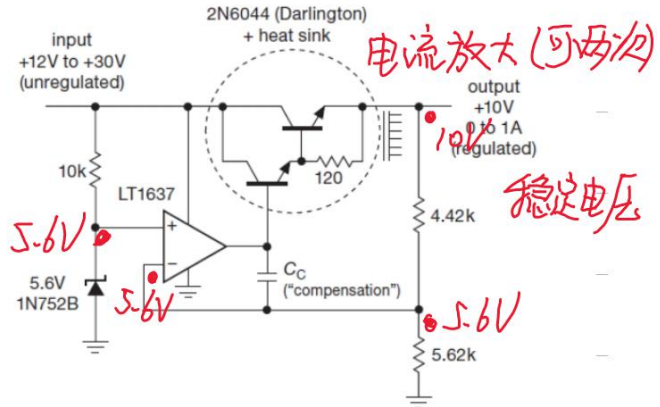 2N6044 (Darlington)
+ heat sink
电流放大(可两次)
input
+12V to +30V
(unregulated)
output
+10V
0 to 1A
(regulated)
10V
10k
120
LT1637
稳定电压
4.42k
5.6V
+
−
5.6V
1N752B
5.6V
CC
("compensation")
5.6V
5.62k